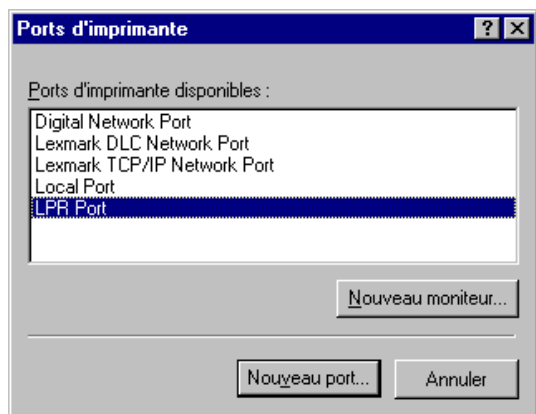 Ports d'imprimante
Ports d'imprimante disponibles :
Digital Network Port
Lexmark DLC Network Port
Lexmark TCP/IP Network Port
Local Port
LPR Port
Nouveau moniteur...
Nouveau port...
Annuler